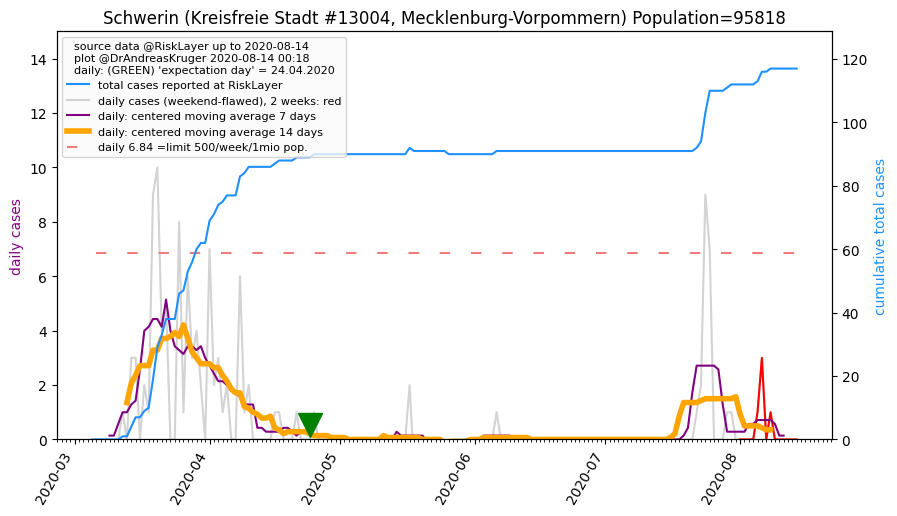 Schwerin (Kreisfreie Stadt #13004, Mecklenburg-Vorpommern) Population=95818
source data @RiskLayer up to 2020-08-14
plot @DrAndreasKruger 2020-08-14 00:18
daily: (GREEN) 'expectation day' = 24.04.2020
total cases reported at RiskLayer
daily cases (weekend-flawed), 2 weeks: red
daily: centered moving average 7 days
daily: centered moving average 14 days
daily 6.84 =limit 500/week/1mio pop.
daily cases
14
12
10
8
6
4
2
0
120
100
80
60
40
20
0
cumulative total cases
2020-03
2020-04
2020-05
2020-06
2020-07
2020-08